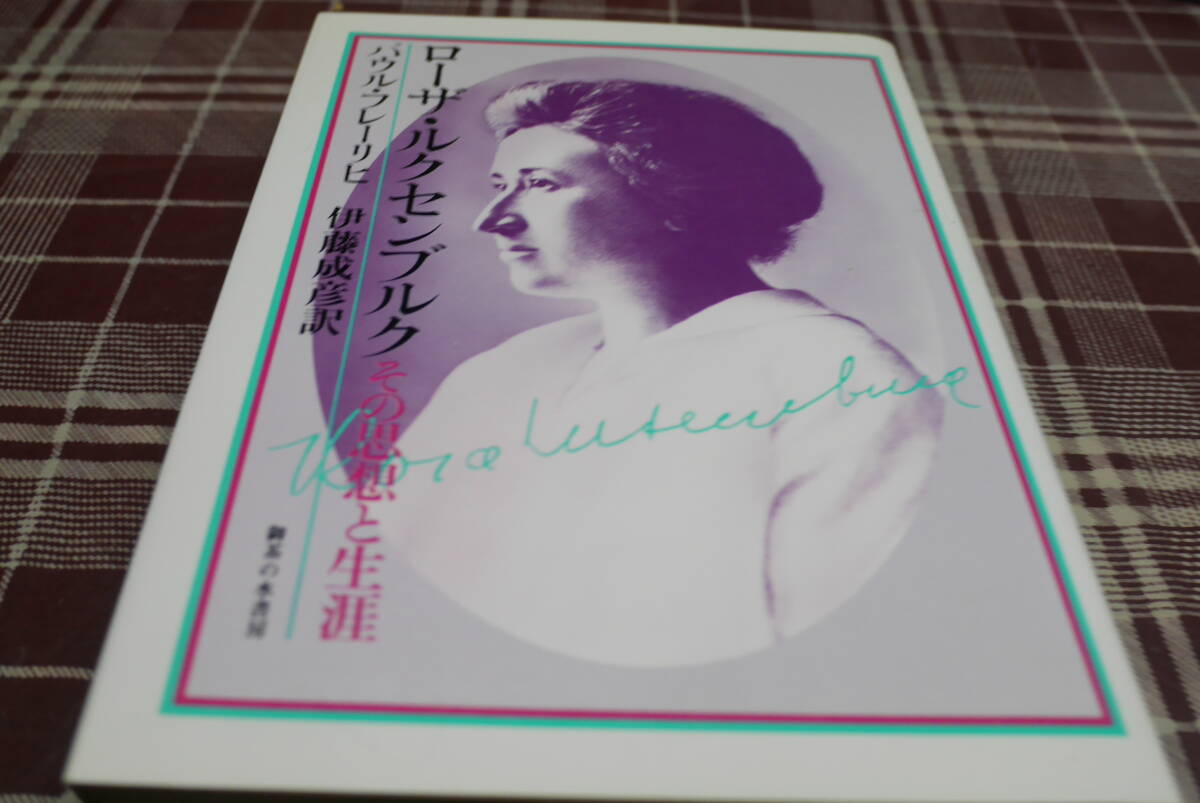 ローザ・ルクセンブルク その思想と生涯
パウル・フレーリヒ 伊藤成彦訳
Rosa Luxemburg
御茶の水書房